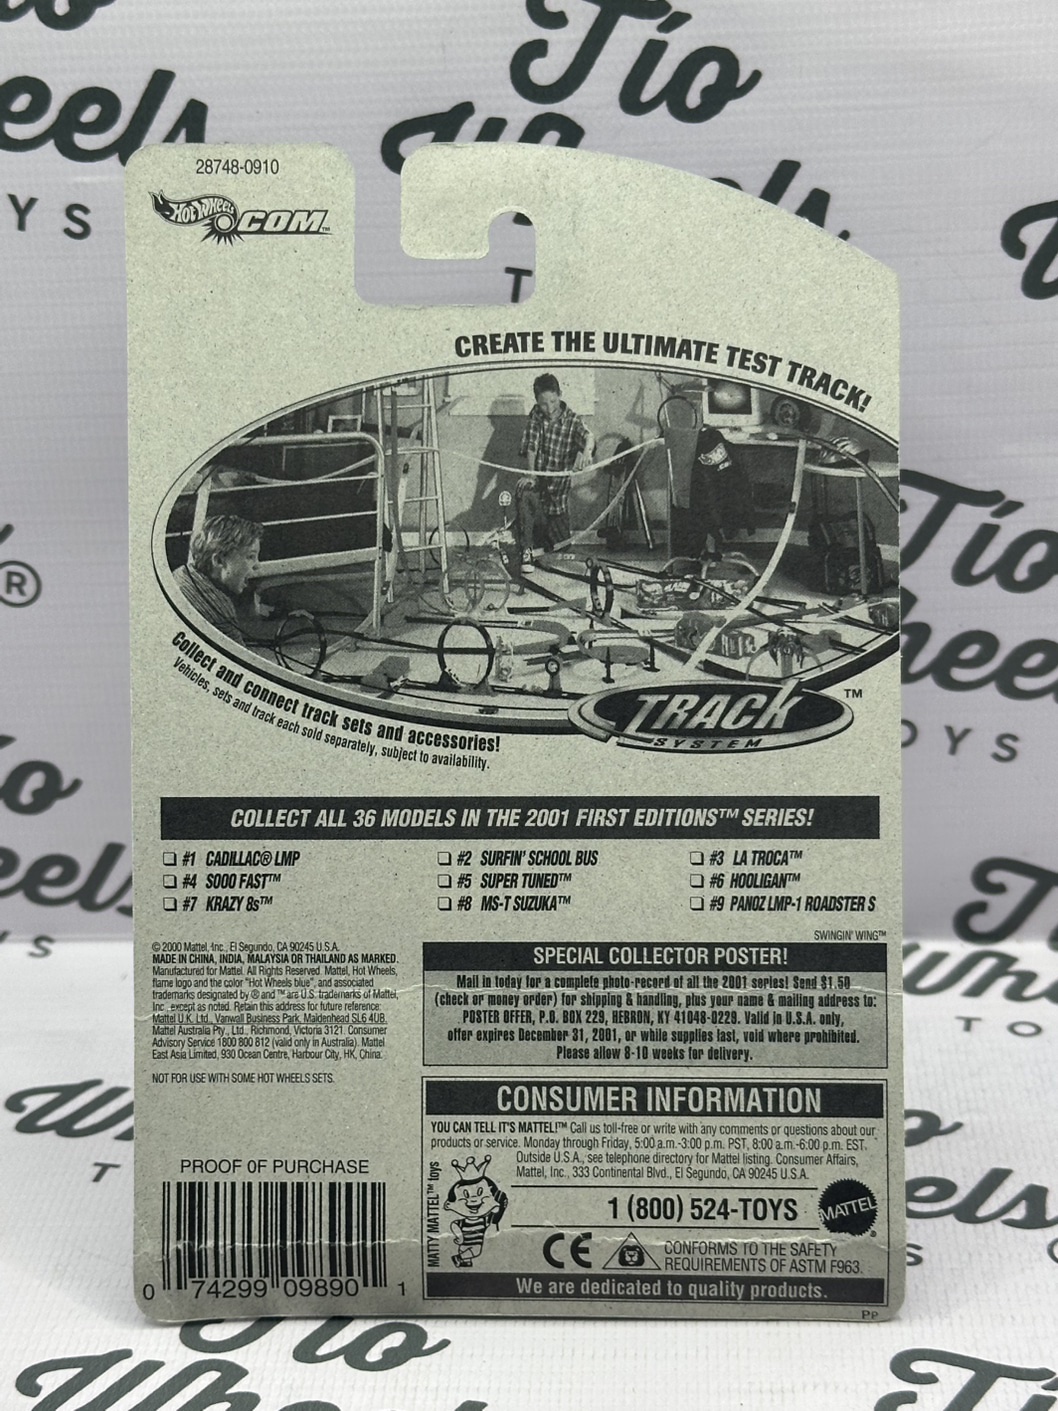 Tío
Wheels
TOYS
28748-0910
HOT WHEELS
.COM™
CREATE THE ULTIMATE TEST TRACK!
Collect and connect track sets and accessories!
Vehicles, sets and track each sold separately, subject to availability.
TRACK™
SYSTEM
COLLECT ALL 36 MODELS IN THE 2001 FIRST EDITIONS™ SERIES!
❏ #1 CADILLAC® LMP ❏ #2 SURFIN' SCHOOL BUS ❏ #3 LA TROCA™
❏ #4 SOOO FAST™ ❏ #5 SUPER TUNED™ ❏ #6 HOOLIGAN™
❏ #7 KRAZY 8s™ ❏ #8 MS-T SUZUKA™ ❏ #9 PANOZ LMP-1 ROADSTER S
SWINGIN' WING™
© 2000 Mattel, Inc., El Segundo, CA 90245 U.S.A.
MADE IN CHINA, INDIA, MALAYSIA OR THAILAND AS MARKED.
Manufactured for Mattel. All Rights Reserved. Mattel, Hot Wheels,
flame logo and the color "Hot Wheels blue", and associated
trademarks designated by ® and ™ are U.S. trademarks of Mattel,
Inc., except as noted. Retain this address for future reference:
Mattel U.K. Ltd., Vanwall Business Park, Maidenhead SL6 4UB.
Mattel Australia Pty., Ltd., Richmond, Victoria 3121. Consumer
Advisory Service 1800 800 812 (valid only in Australia). Mattel
East Asia Limited, 930 Ocean Centre, Harbour City, HK, China.
NOT FOR USE WITH SOME HOT WHEELS SETS.
SPECIAL COLLECTOR POSTER!
Mail in today for a complete photo-record of all the 2001 series! Send $1.50
(check or money order) for shipping & handling, plus your name & mailing address to:
POSTER OFFER, P.O. BOX 229, HEBRON, KY 41048-0229. Valid in U.S.A. only,
offer expires December 31, 2001, or while supplies last, void where prohibited.
Please allow 8-10 weeks for delivery.
CONSUMER INFORMATION
YOU CAN TELL IT'S MATTEL!™ Call us toll-free or write with any comments or questions about our
products or service. Monday through Friday, 5:00 a.m.-3:00 p.m. PST, 8:00 a.m.-6:00 p.m. EST.
Outside U.S.A., see telephone directory for Mattel listing. Consumer Affairs,
Mattel, Inc., 333 Continental Blvd., El Segundo, CA 90245 U.S.A.
MATTY MATTEL™ toys
1 (800) 524-TOYS
MATTEL®
CE
CONFORMS TO THE SAFETY
REQUIREMENTS OF ASTM F963.
We are dedicated to quality products.
PROOF OF PURCHASE
0 74299 09890 1
PP